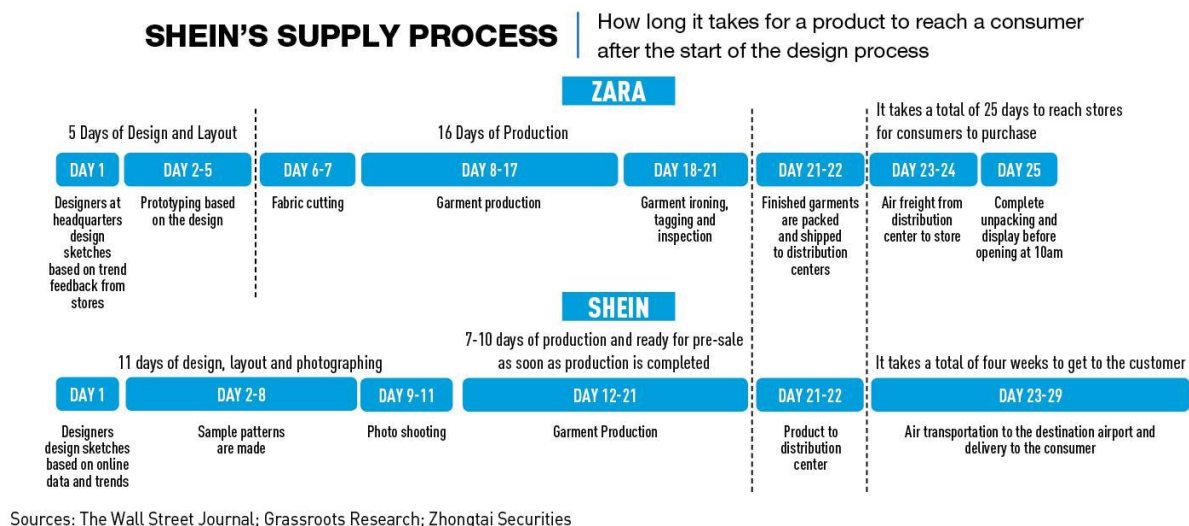 SHEIN'S SUPPLY PROCESS
How long it takes for a product to reach a consumer
after the start of the design process
ZARA
5 Days of Design and Layout
16 Days of Production
It takes a total of 25 days to reach stores
for consumers to purchase
DAY 1
DAY 2-5
DAY 6-7
DAY 8-17
DAY 18-21
DAY 21-22
DAY 23-24
DAY 25
Designers at
headquarters
design
sketches
based on trend
feedback from
stores
Prototyping based
on the design
Fabric cutting
Garment production
Garment ironing,
tagging and
inspection
Finished garments
are packed
and shipped
to distribution
centers
Air freight from
distribution
center to store
Complete
unpacking and
display before
opening at 10am
SHEIN
11 days of design, layout and photographing
7-10 days of production and ready for pre-sale
as soon as production is completed
It takes a total of four weeks to get to the customer
DAY 1
DAY 2-8
DAY 9-11
DAY 12-21
DAY 21-22
DAY 23-29
Designers
design sketches
based on online
data and trends
Sample patterns
are made
Photo shooting
Garment Production
Product to
distribution
center
Air transportation to the destination airport and
delivery to the consumer
Sources: The Wall Street Journal; Grassroots Research; Zhongtai Securities